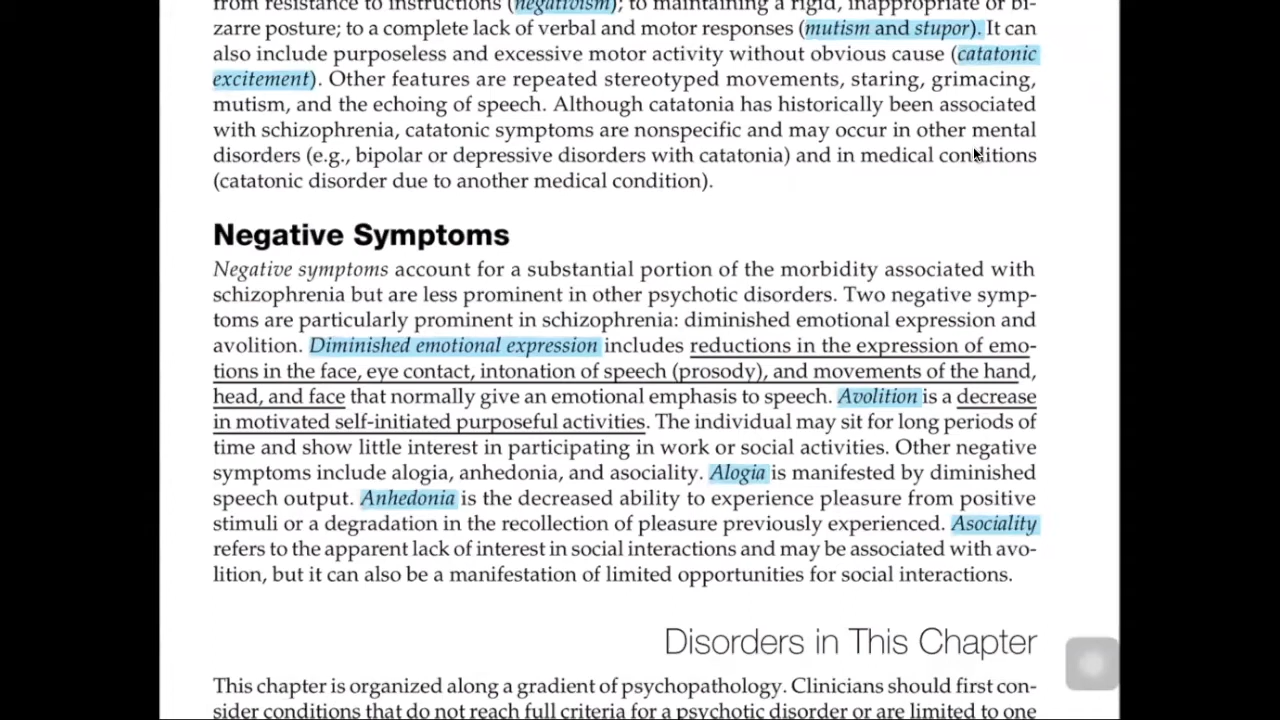 from resistance to instructions (negativism); to maintaining a rigid, inappropriate or bi-
zarre posture; to a complete lack of verbal and motor responses (mutism and stupor). It can
also include purposeless and excessive motor activity without obvious cause (catatonic
excitement). Other features are repeated stereotyped movements, staring, grimacing,
mutism, and the echoing of speech. Although catatonia has historically been associated
with schizophrenia, catatonic symptoms are nonspecific and may occur in other mental
disorders (e.g., bipolar or depressive disorders with catatonia) and in medical conditions
(catatonic disorder due to another medical condition).
Negative Symptoms
Negative symptoms account for a substantial portion of the morbidity associated with
schizophrenia but are less prominent in other psychotic disorders. Two negative symp-
toms are particularly prominent in schizophrenia: diminished emotional expression and
avolition. Diminished emotional expression includes reductions in the expression of emo-
tions in the face, eye contact, intonation of speech (prosody), and movements of the hand,
head, and face that normally give an emotional emphasis to speech. Avolition is a decrease
in motivated self-initiated purposeful activities. The individual may sit for long periods of
time and show little interest in participating in work or social activities. Other negative
symptoms include alogia, anhedonia, and asociality. Alogia is manifested by diminished
speech output. Anhedonia is the decreased ability to experience pleasure from positive
stimuli or a degradation in the recollection of pleasure previously experienced. Asociality
refers to the apparent lack of interest in social interactions and may be associated with avo-
lition, but it can also be a manifestation of limited opportunities for social interactions.
Disorders in This Chapter
This chapter is organized along a gradient of psychopathology. Clinicians should first con-
sider conditions that do not reach full criteria for a psychotic disorder or are limited to one